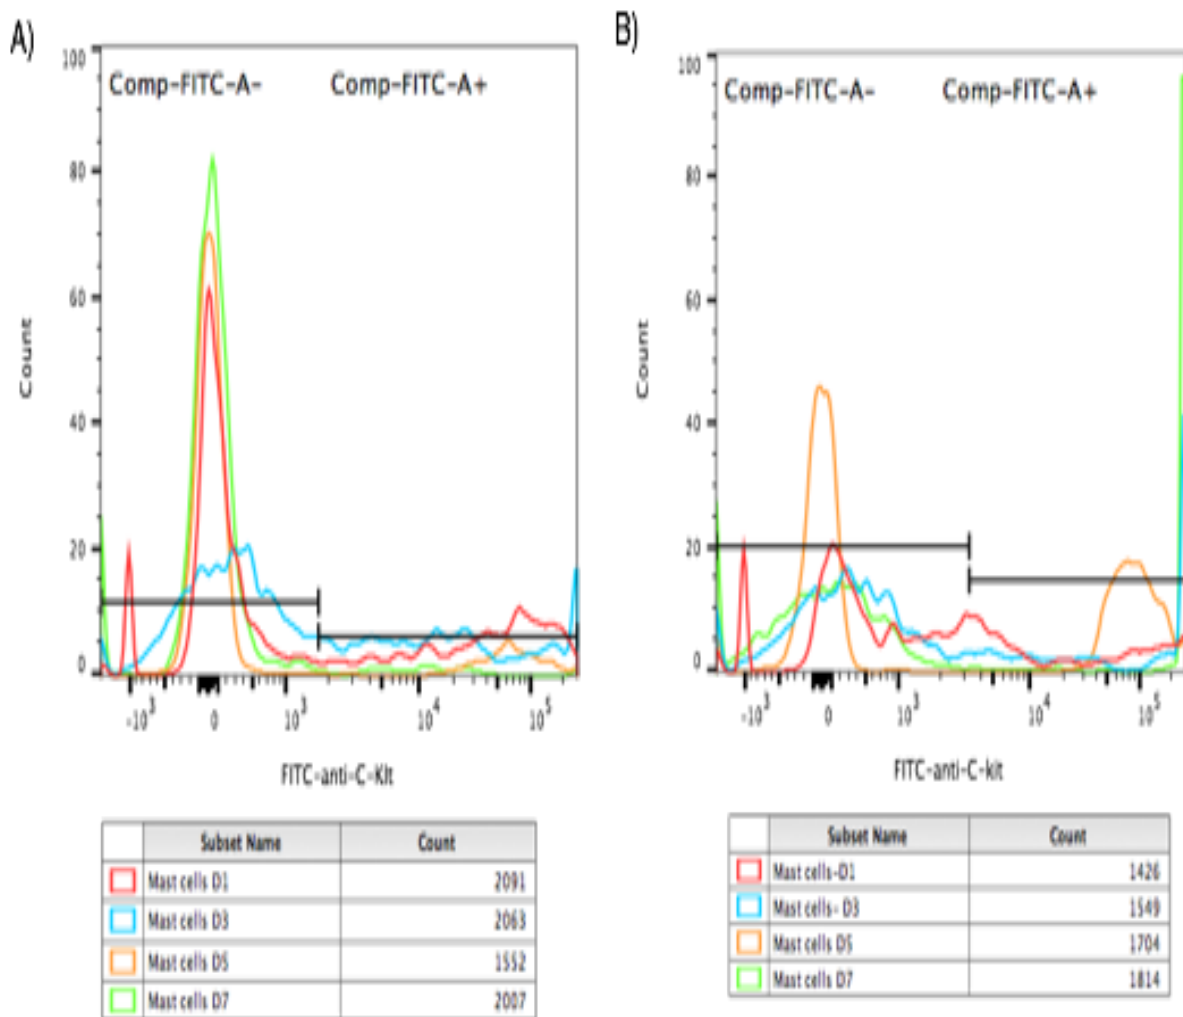 A)
Comp-FITC-A-
Comp-FITC-A+
100
80
60
40
20
0
Count
-10^3
0
10^3
10^4
10^5
FITC-anti-C-Kit
Subset Name Count
Mast cells D1 2091
Mast cells D3 2063
Mast cells D5 1552
Mast cells D7 2007
B)
Comp-FITC-A-
Comp-FITC-A+
100
80
60
40
20
0
Count
-10^3
0
10^3
10^4
10^5
FITC-anti-C-kit
Subset Name Count
Mast cells-D1 1426
Mast cells- D3 1549
Mast cells D5 1704
Mast cells D7 1814